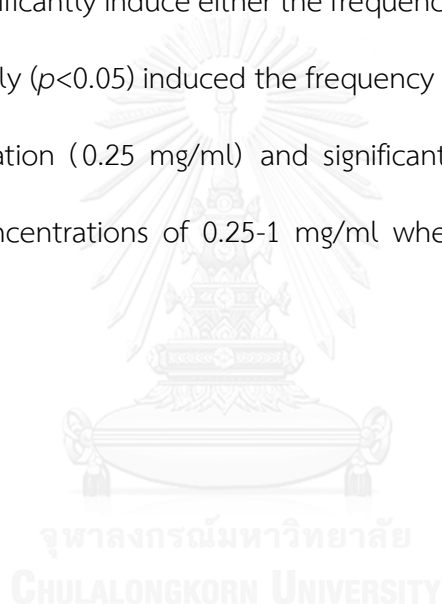 ficantly induce either the frequenc
ly (p<0.05) induced the frequency
ation (0.25 mg/ml) and significant
ncentrations of 0.25-1 mg/ml whe
จุฬาลงกรณ์มหาวิทยาลัย
CHULALONGKORN UNIVERSITY